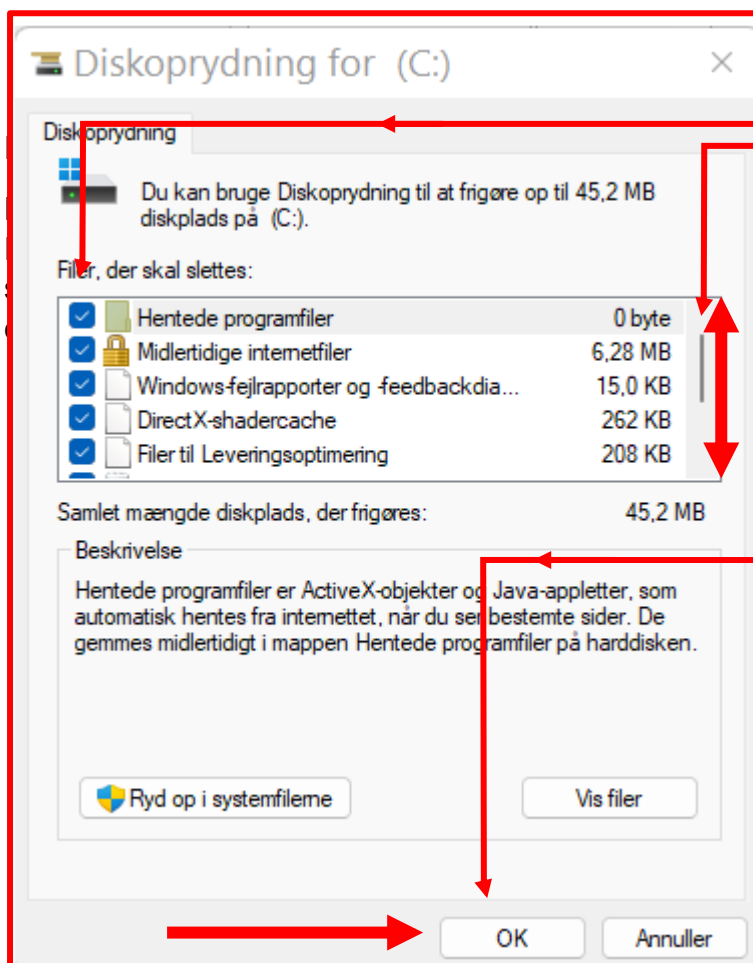 Diskoprydning for (C:)
Diskoprydning
Du kan bruge Diskoprydning til at frigøre op til 45,2 MB
diskplads på (C:).
Filer, der skal slettes:
Hentede programfiler 0 byte
Midlertidige internetfiler 6,28 MB
Windows-fejlrapporter og -feedbackdia... 15,0 KB
DirectX-shadercache 262 KB
Filer til Leveringsoptimering 208 KB
Samlet mængde diskplads, der frigøres: 45,2 MB
Beskrivelse
Hentede programfiler er ActiveX-objekter og Java-appletter, som
automatisk hentes fra internettet, når du ser bestemte sider. De
gemmes midlertidigt i mappen Hentede programfiler på harddisken.
Ryd op i systemfilerne Vis filer
OK Annuller